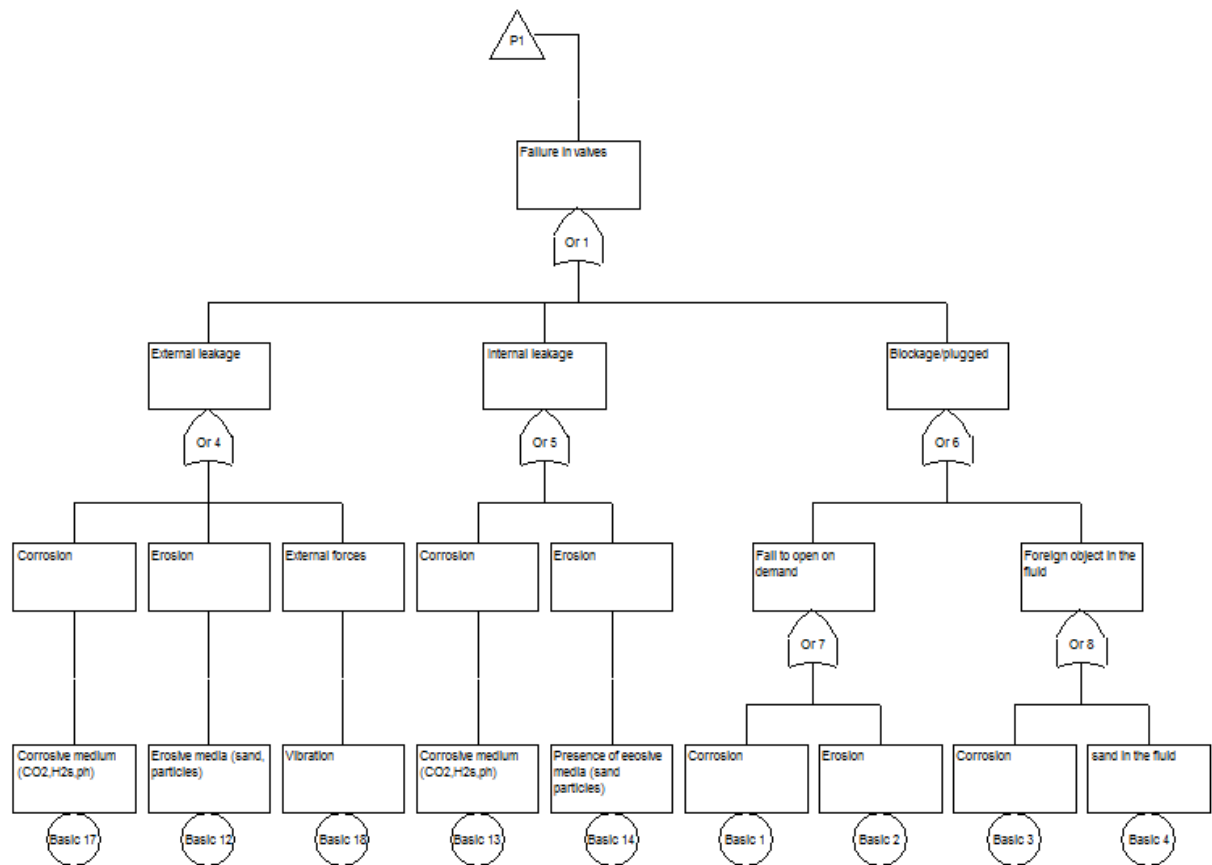 P1
Failure in valves
Or 1
External leakage
Internal leakage
Blockage/plugged
Or 4
Or 5
Or 6
Corrosion
Erosion
External forces
Corrosion
Erosion
Fail to open on
demand
Foreign object in the
fluid
Or 7
Or 8
Corrosive medium
(CO2,H2s,ph)
Erosive media (sand,
particles)
Vibration
Corrosive medium
(CO2,H2s,ph)
Presence of eeosive
media (sand
particles)
Corrosion
Erosion
Corrosion
sand in the fluid
Basic 17
Basic 12
Basic 18
Basic 13
Basic 14
Basic 1
Basic 2
Basic 3
Basic 4